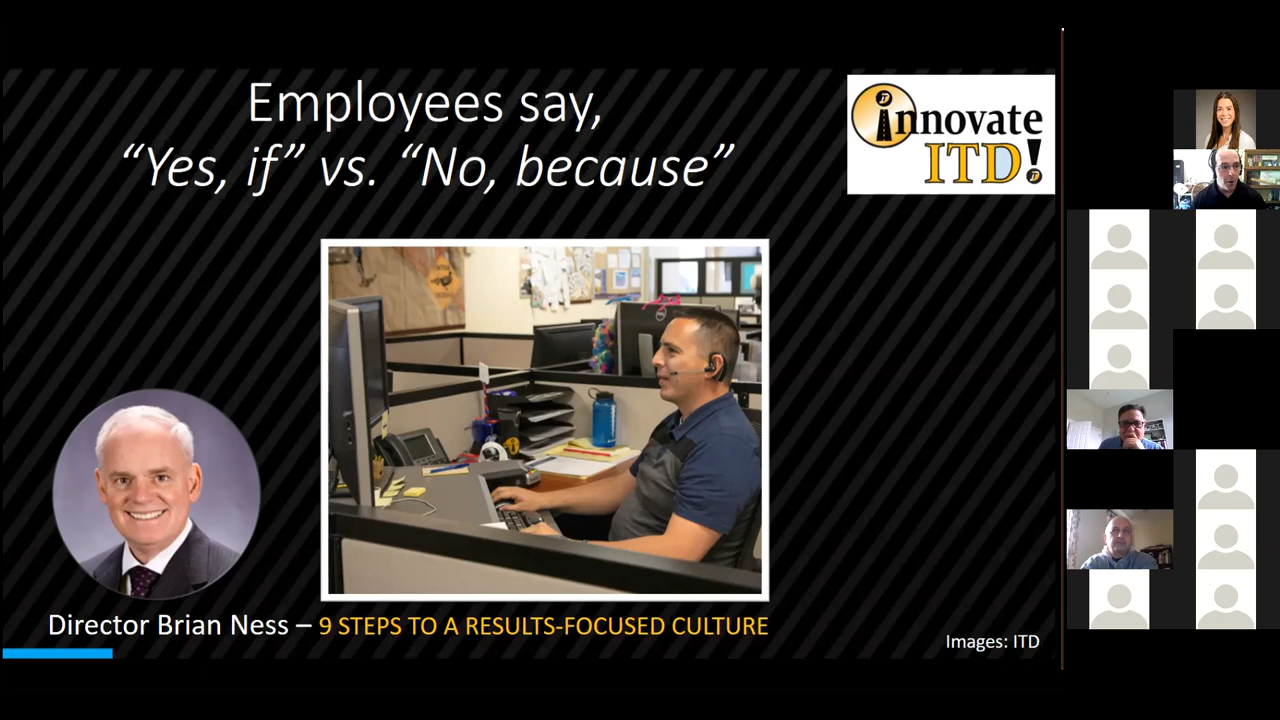 Employees say,
“Yes, if” vs. “No, because”
innovate
ITD!
Director Brian Ness – 9 STEPS TO A RESULTS-FOCUSED CULTURE
Images: ITD